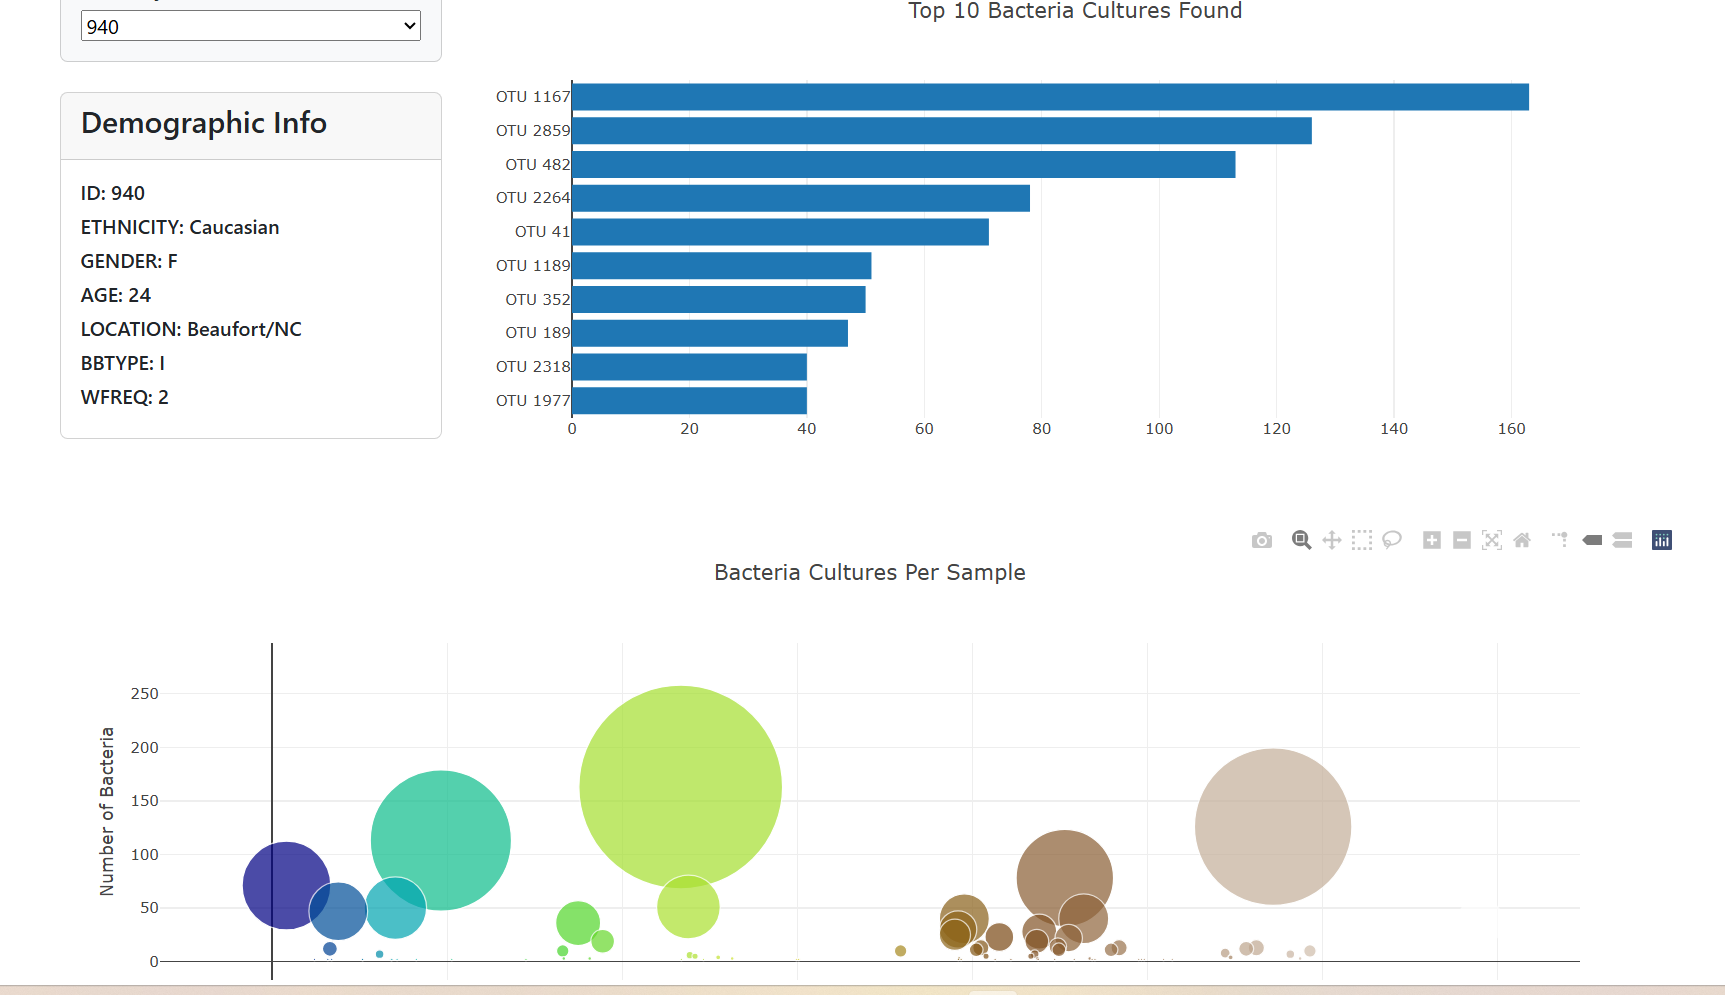 940
Demographic Info
ID: 940
ETHNICITY: Caucasian
GENDER: F
AGE: 24
LOCATION: Beaufort/NC
BBTYPE: I
WFREQ: 2
Top 10 Bacteria Cultures Found
OTU 1167
OTU 2859
OTU 482
OTU 2264
OTU 41
OTU 1189
OTU 352
OTU 189
OTU 2318
OTU 1977
0 20 40 60 80 100 120 140 160
Bacteria Cultures Per Sample
Number of Bacteria
250
200
150
100
50
0